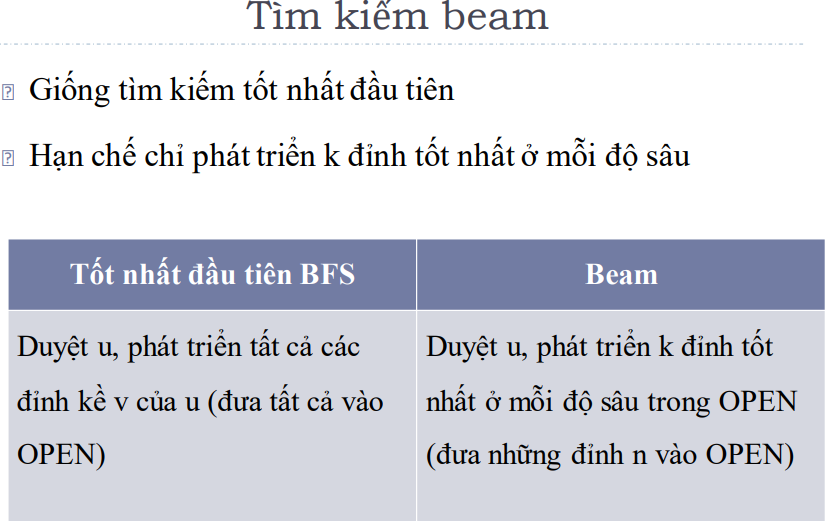 Tìm kiếm beam
Giống tìm kiếm tốt nhất đầu tiên
Hạn chế chỉ phát triển k đỉnh tốt nhất ở mỗi độ sâu
Tốt nhất đầu tiên BFS
Beam
Duyệt u, phát triển tất cả các
đỉnh kề v của u (đưa tất cả vào
OPEN)
Duyệt u, phát triển k đỉnh tốt
nhất ở mỗi độ sâu trong OPEN
(đưa những đỉnh n vào OPEN)